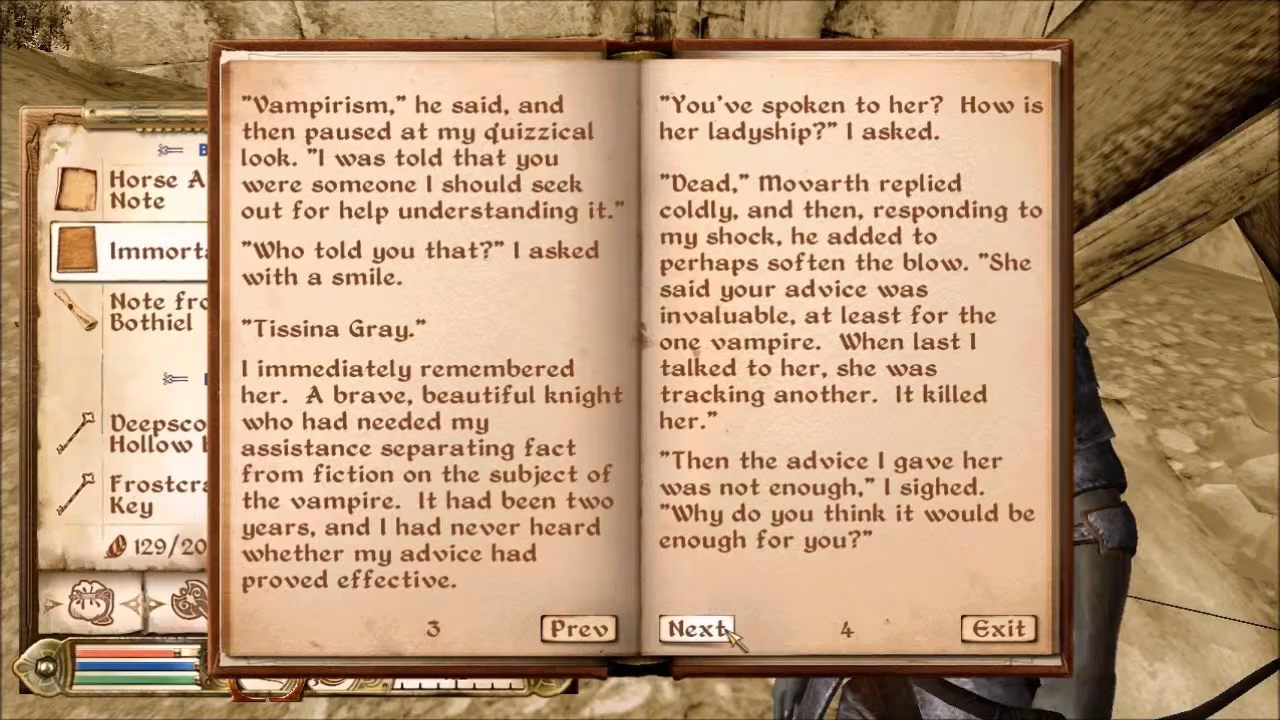 Horse A
Note
Immorta
Note fro
Bothiel
Deepsco
Hollow
Frostcra
Key
129/20
"Vampirism," he said, and
then paused at my quizzical
look. "I was told that you
were someone I should seek
out for help understanding it."
"Who told you that?" I asked
with a smile.
"Tissina Gray."
I immediately remembered
her. A brave, beautiful knight
who had needed my
assistance separating fact
from fiction on the subject of
the vampire. It had been two
years, and I had never heard
whether my advice had
proved effective.
3
Prev
"You've spoken to her? How is
her ladyship?" I asked.
"Dead," Movarth replied
coldly, and then, responding to
my shock, he added to
perhaps soften the blow. "She
said your advice was
invaluable, at least for the
one vampire. When last I
talked to her, she was
tracking another. It killed
her."
"Then the advice I gave her
was not enough," I sighed.
"Why do you think it would be
enough for you?"
Next
4
Exit